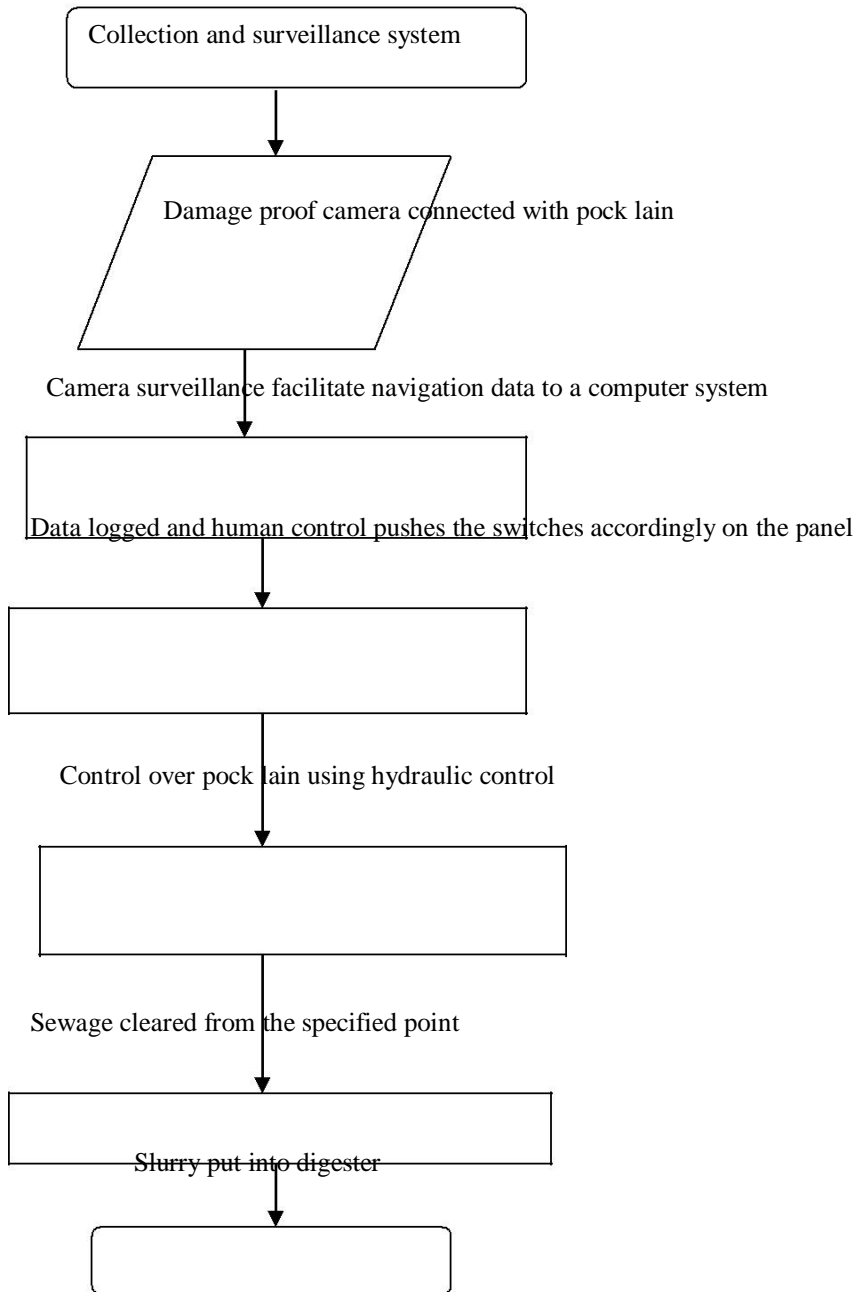 Collection and surveillance system
Damage proof camera connected with pock lain
Camera surveillance facilitate navigation data to a computer system
Data logged and human control pushes the switches accordingly on the panel
Control over pock lain using hydraulic control
Sewage cleared from the specified point
Slurry put into digester